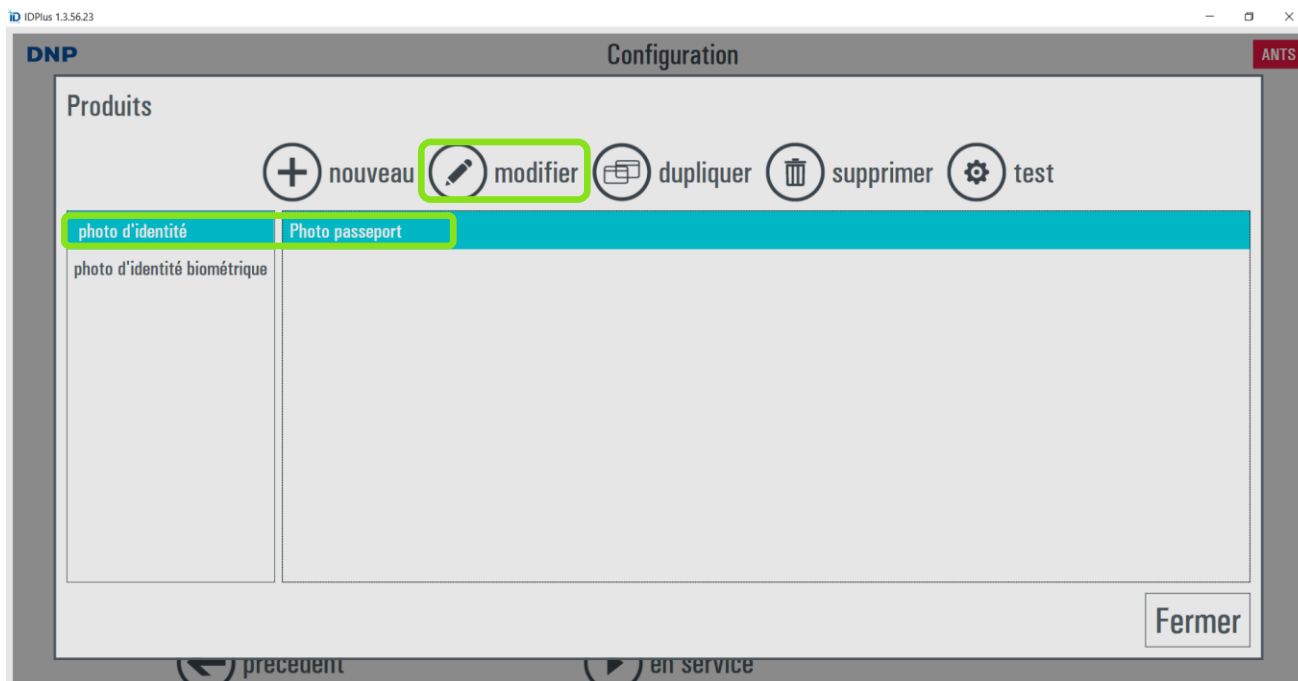 iD IDPlus 1.3.56.23
DNP
Configuration
ANTS
Produits
nouveau modifier dupliquer supprimer test
photo d'identité Photo passeport
photo d'identité biométrique
Fermer
précédent en service